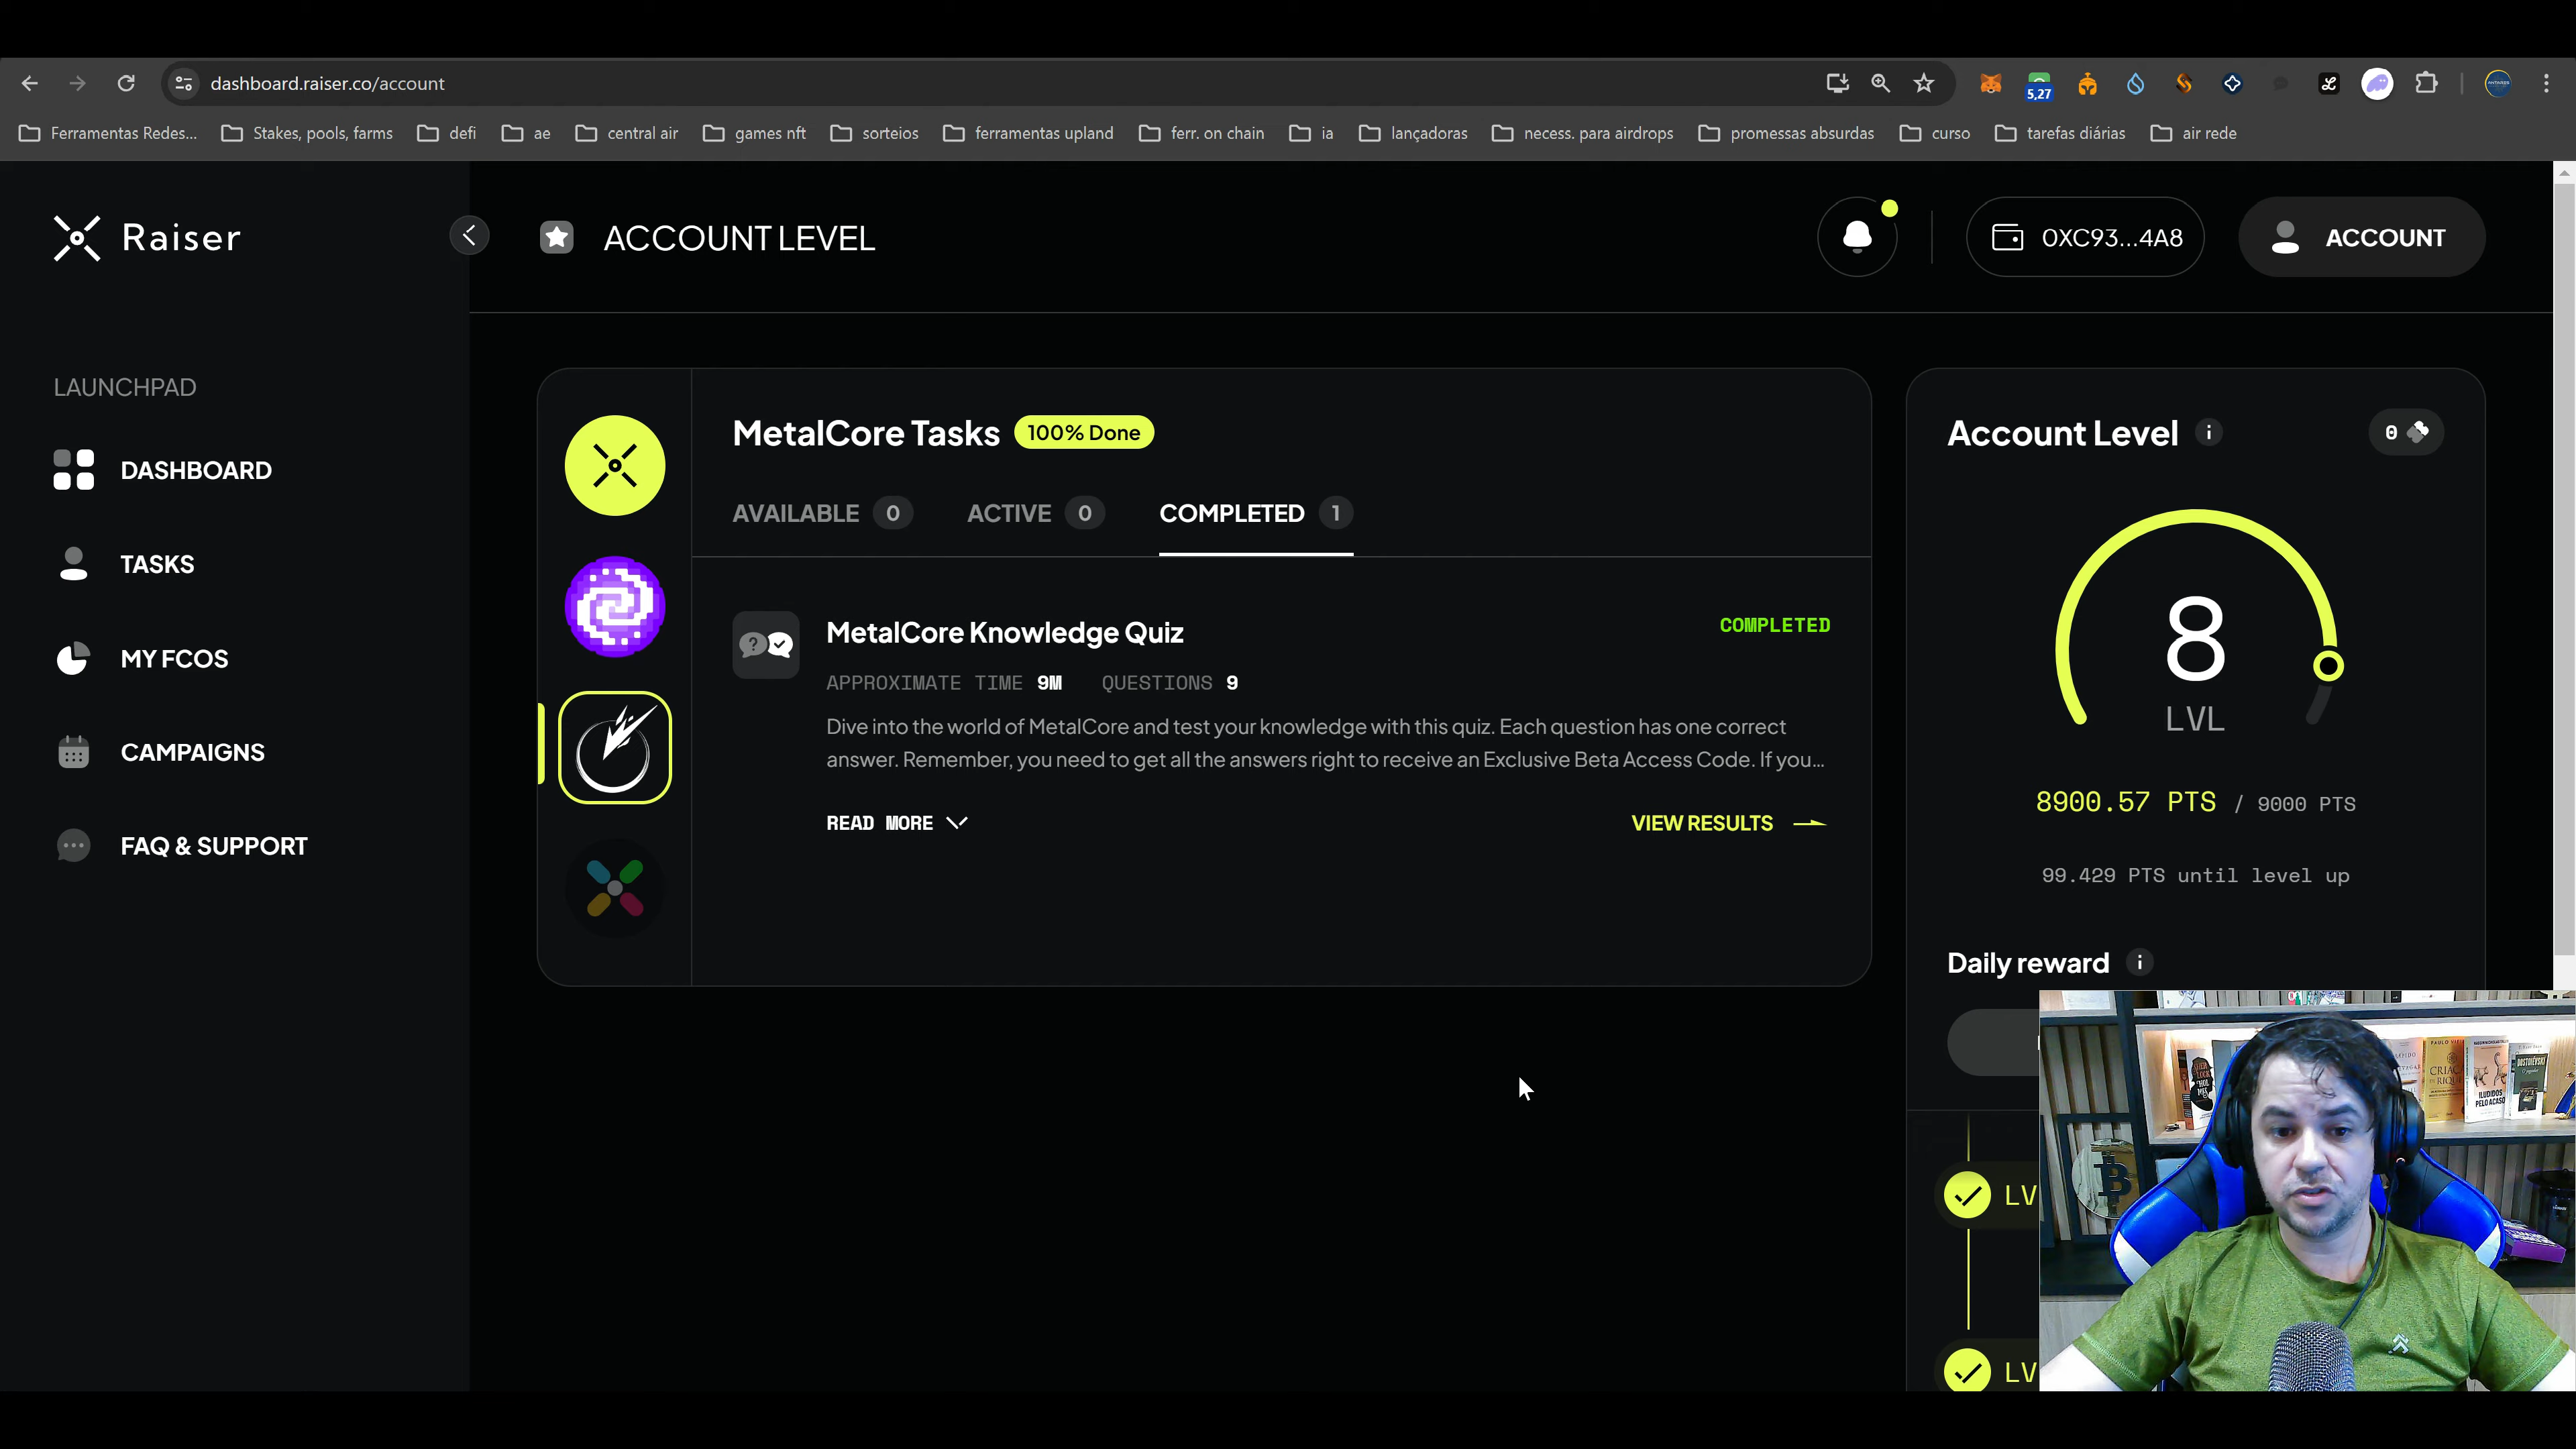 dashboard.raiser.co/account
5,27
Ferramentas Redes...
Stakes, pools, farms
defi
ae
central air
games nft
sorteios
ferramentas upland
ferr. on chain
ia
lançadoras
necess. para airdrops
promessas absurdas
curso
tarefas diárias
air rede
Raiser
ACCOUNT LEVEL
0XC93...4A8
ACCOUNT
LAUNCHPAD
DASHBOARD
TASKS
MY FCOS
CAMPAIGNS
FAQ & SUPPORT
MetalCore Tasks
100% Done
AVAILABLE 0
ACTIVE 0
COMPLETED 1
MetalCore Knowledge Quiz
COMPLETED
APPROXIMATE TIME 9M QUESTIONS 9
Dive into the world of MetalCore and test your knowledge with this quiz. Each question has one correct
answer. Remember, you need to get all the answers right to receive an Exclusive Beta Access Code. If you...
READ MORE
VIEW RESULTS
Account Level
0
8
LVL
8900.57 PTS / 9000 PTS
99.429 PTS until level up
Daily reward
LV
LV
ILUDIDOS
PELO ACASO
DOSTOIÉVSKI